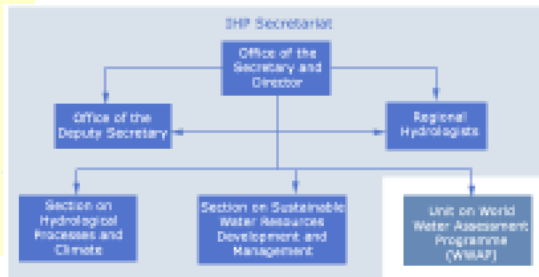 IHP Secretariat
Office of the
Secretary and
Director
Office of the
Deputy Secretary
Regional
Hydrologists
Section on
Hydrological
Processes and
Climate
Section on Sustainable
Water Resources
Development and
Management
Unit on World
Water Assessment
Programme
(WWAP)